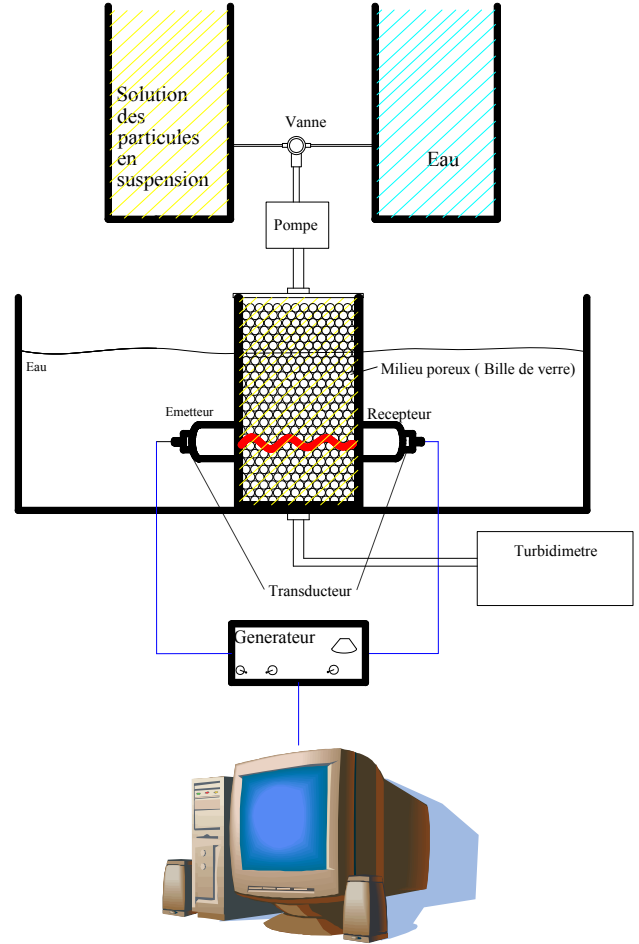 Solution
des
particules
en
suspension
Vanne
Eau
Pompe
Eau
Milieu poreux ( Bille de verre)
Emetteur
Recepteur
Turbidimetre
Transducteur
Generateur